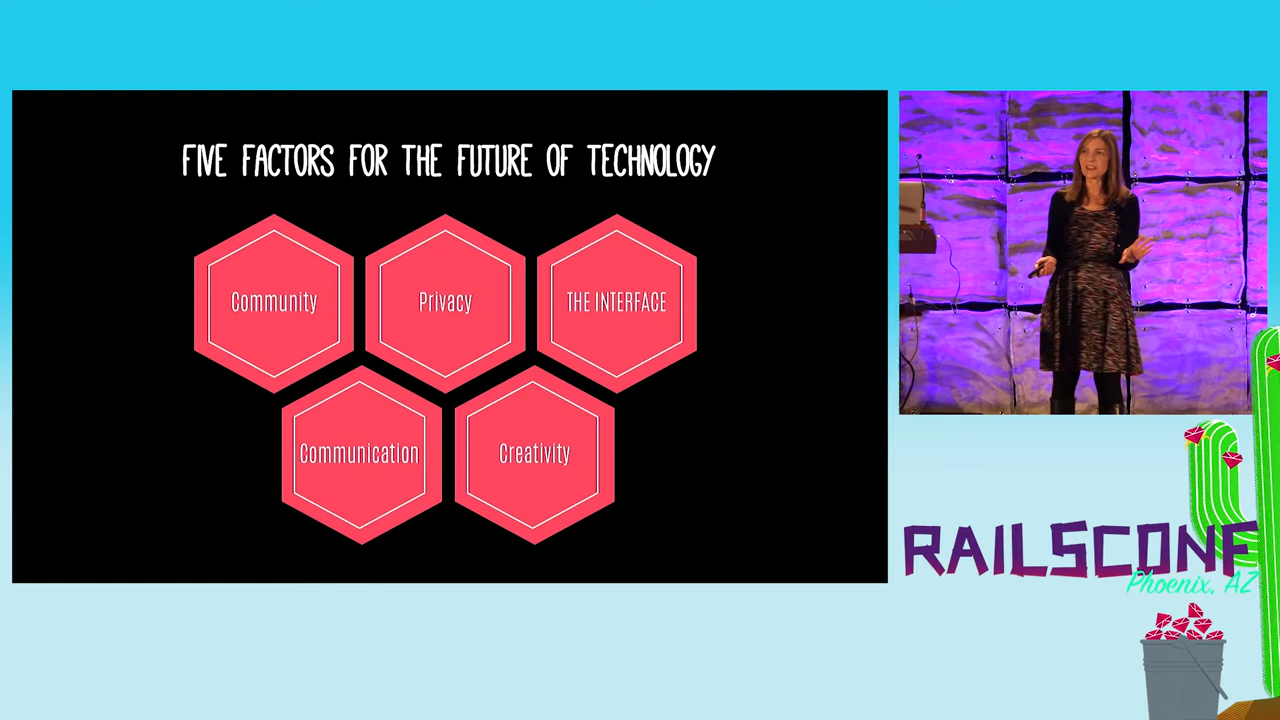 FIVE FACTORS FOR THE FUTURE OF TECHNOLOGY
Community
Privacy
THE INTERFACE
Communication
Creativity
RAILSCONF
Phoenix, AZ